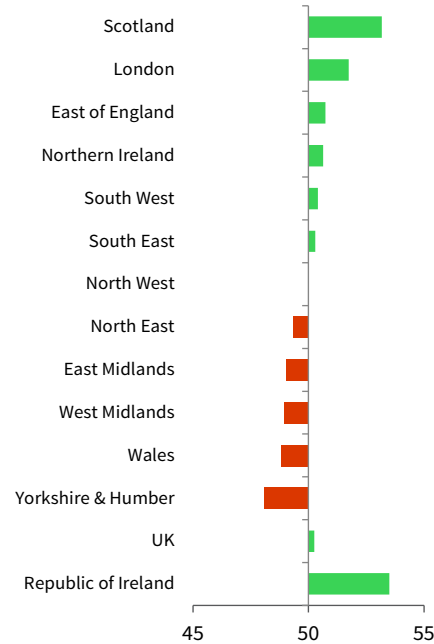 Scotland
London
East of England
Northern Ireland
South West
South East
North West
North East
East Midlands
West Midlands
Wales
Yorkshire & Humber
UK
Republic of Ireland
45 50 55